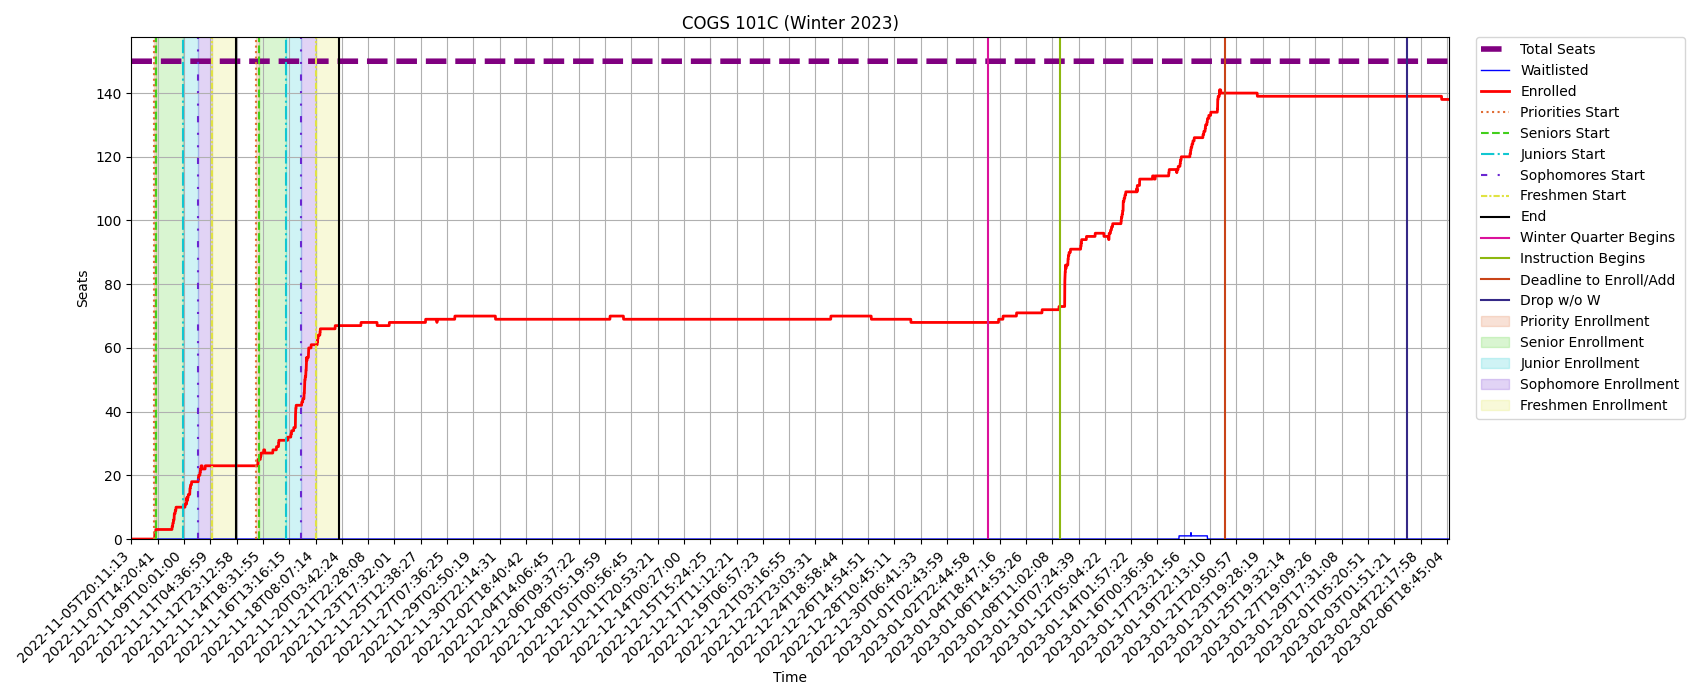 COGS 101C (Winter 2023)
Seats
140
120
100
80
60
40
20
0
2022-11-05T20:11:13
2022-11-07T14:20:41
2022-11-09T10:01:00
2022-11-11T04:36:59
2022-11-12T23:12:58
2022-11-14T18:31:55
2022-11-16T13:16:15
2022-11-18T08:07:14
2022-11-20T03:42:24
2022-11-21T22:28:08
2022-11-23T17:32:01
2022-11-25T12:38:27
2022-11-27T07:36:25
2022-11-29T02:50:19
2022-11-30T22:14:31
2022-12-02T18:40:42
2022-12-04T14:06:45
2022-12-06T09:37:22
2022-12-08T05:19:59
2022-12-10T00:56:45
2022-12-11T20:53:21
2022-12-14T00:27:00
2022-12-15T15:24:25
2022-12-17T11:12:21
2022-12-19T06:57:23
2022-12-21T03:16:55
2022-12-22T23:03:31
2022-12-24T18:58:44
2022-12-26T14:54:51
2022-12-28T10:45:11
2022-12-30T06:41:33
2023-01-01T02:43:59
2023-01-02T22:44:58
2023-01-04T18:47:16
2023-01-06T14:53:26
2023-01-08T11:02:08
2023-01-10T07:24:39
2023-01-12T05:04:22
2023-01-14T01:57:22
2023-01-16T00:36:36
2023-01-17T23:21:56
2023-01-19T22:13:10
2023-01-21T20:50:57
2023-01-23T19:28:19
2023-01-25T19:32:14
2023-01-27T19:09:26
2023-01-29T17:31:08
2023-02-01T05:20:51
2023-02-03T01:51:21
2023-02-04T22:17:58
2023-02-06T18:45:04
Time
Total Seats
Waitlisted
Enrolled
Priorities Start
Seniors Start
Juniors Start
Sophomores Start
Freshmen Start
End
Winter Quarter Begins
Instruction Begins
Deadline to Enroll/Add
Drop w/o W
Priority Enrollment
Senior Enrollment
Junior Enrollment
Sophomore Enrollment
Freshmen Enrollment